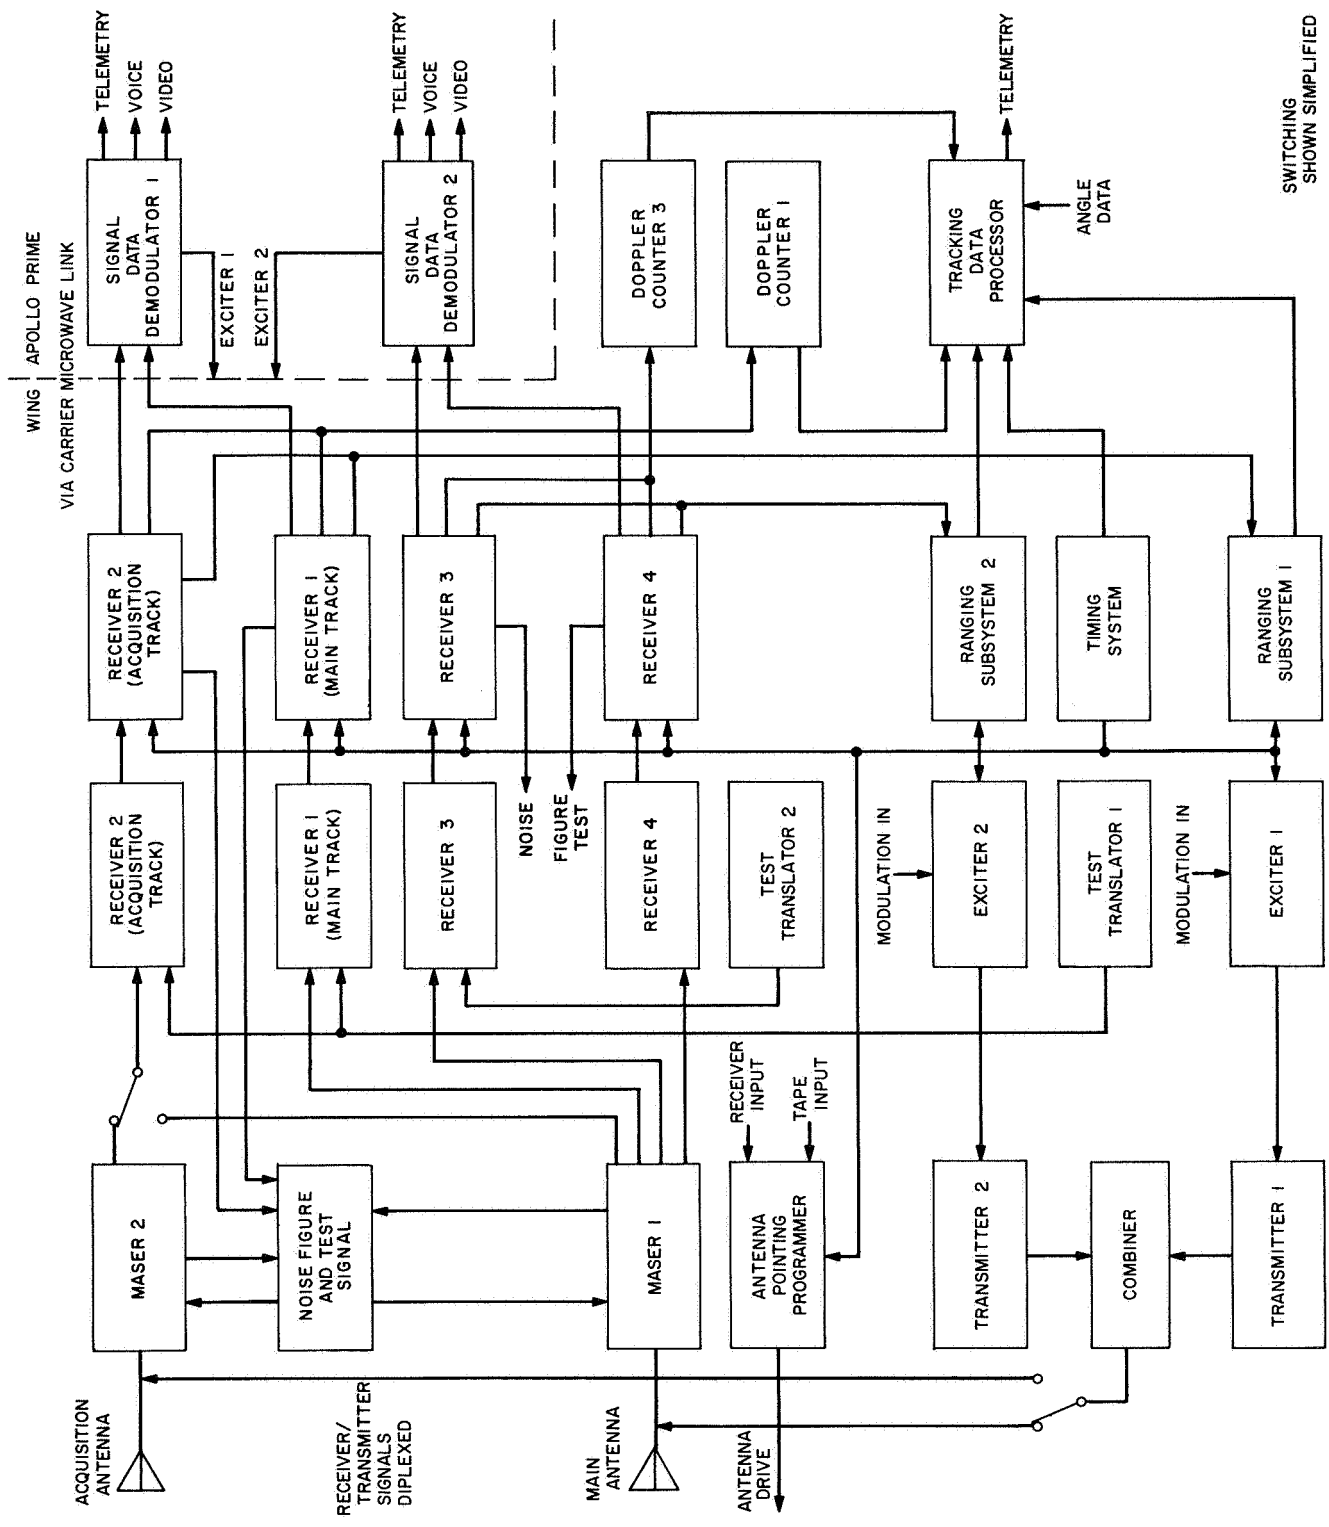 ACQUISITION
ANTENNA
MASER 2
RECEIVER 2
(ACQUISITION
TRACK)
RECEIVER 2
(ACQUISITION
TRACK)
WING
APOLLO PRIME
VIA CARRIER MICROWAVE LINK
SIGNAL
DATA
DEMODULATOR 1
TELEMETRY
VOICE
VIDEO
EXCITER 1
EXCITER 2
RECEIVER/
TRANSMITTER
SIGNALS
DIPLEXED
NOISE FIGURE
AND TEST
SIGNAL
RECEIVER 1
(MAIN TRACK)
RECEIVER 1
(MAIN TRACK)
SIGNAL
DATA
DEMODULATOR 2
TELEMETRY
VOICE
VIDEO
RECEIVER 3
RECEIVER 3
NOISE
FIGURE
TEST
MAIN
ANTENNA
MASER 1
RECEIVER 4
RECEIVER 4
DOPPLER
COUNTER 3
ANTENNA
DRIVE
ANTENNA
POINTING
PROGRAMMER
RECEIVER
INPUT
TAPE
INPUT
TEST
TRANSLATOR 2
DOPPLER
COUNTER 1
MODULATION IN
TRANSMITTER 2
EXCITER 2
RANGING
SUBSYSTEM 2
TRACKING
DATA
PROCESSOR
TELEMETRY
ANGLE
DATA
COMBINER
TEST
TRANSLATOR 1
TIMING
SYSTEM
MODULATION IN
TRANSMITTER 1
EXCITER 1
RANGING
SUBSYSTEM 1
SWITCHING
SHOWN SIMPLIFIED